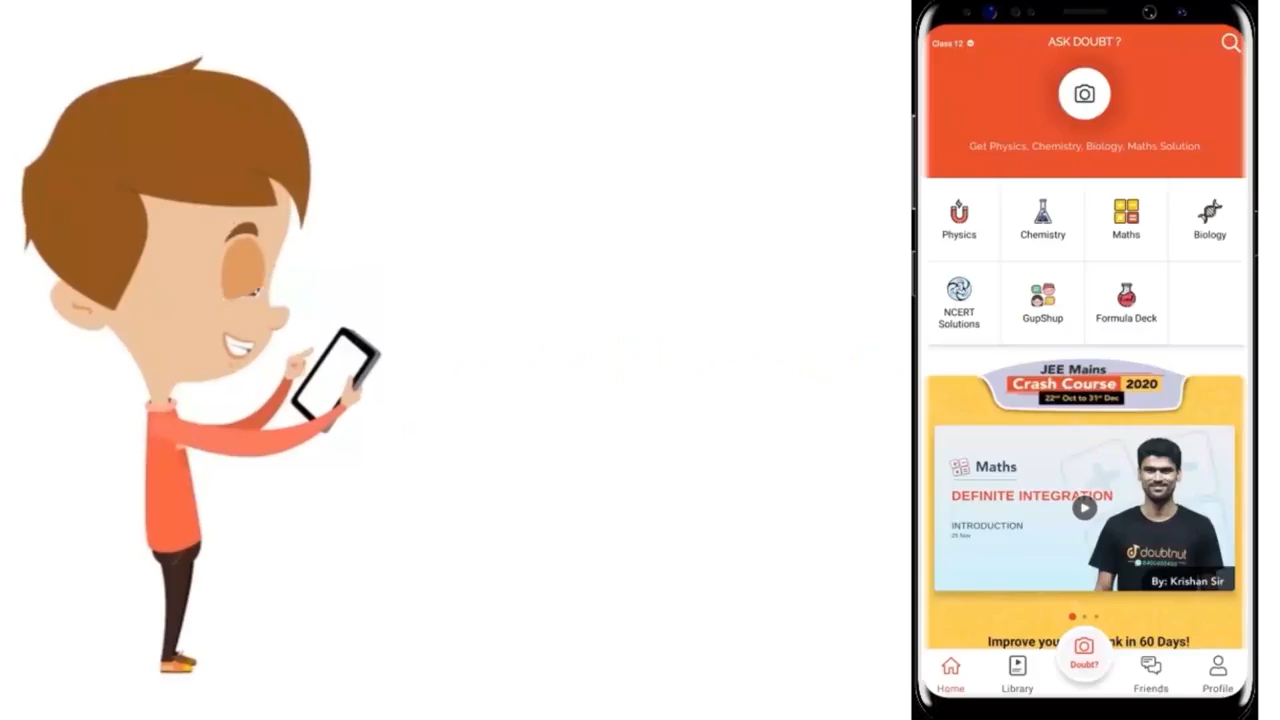 Class 12
ASK DOUBT ?
Get Physics, Chemistry, Biology, Maths Solution
Physics
Chemistry
Maths
Biology
NCERT
Solutions
GupShup
Formula Deck
JEE Mains
Crash Course 2020
22nd Oct to 31st Dec
Maths
DEFINITE INTEGRATION
INTRODUCTION
doubtnut
By: Krishan Sir
Improve you nk in 60 Days!
Doubt?
Home
Library
Friends
Profile